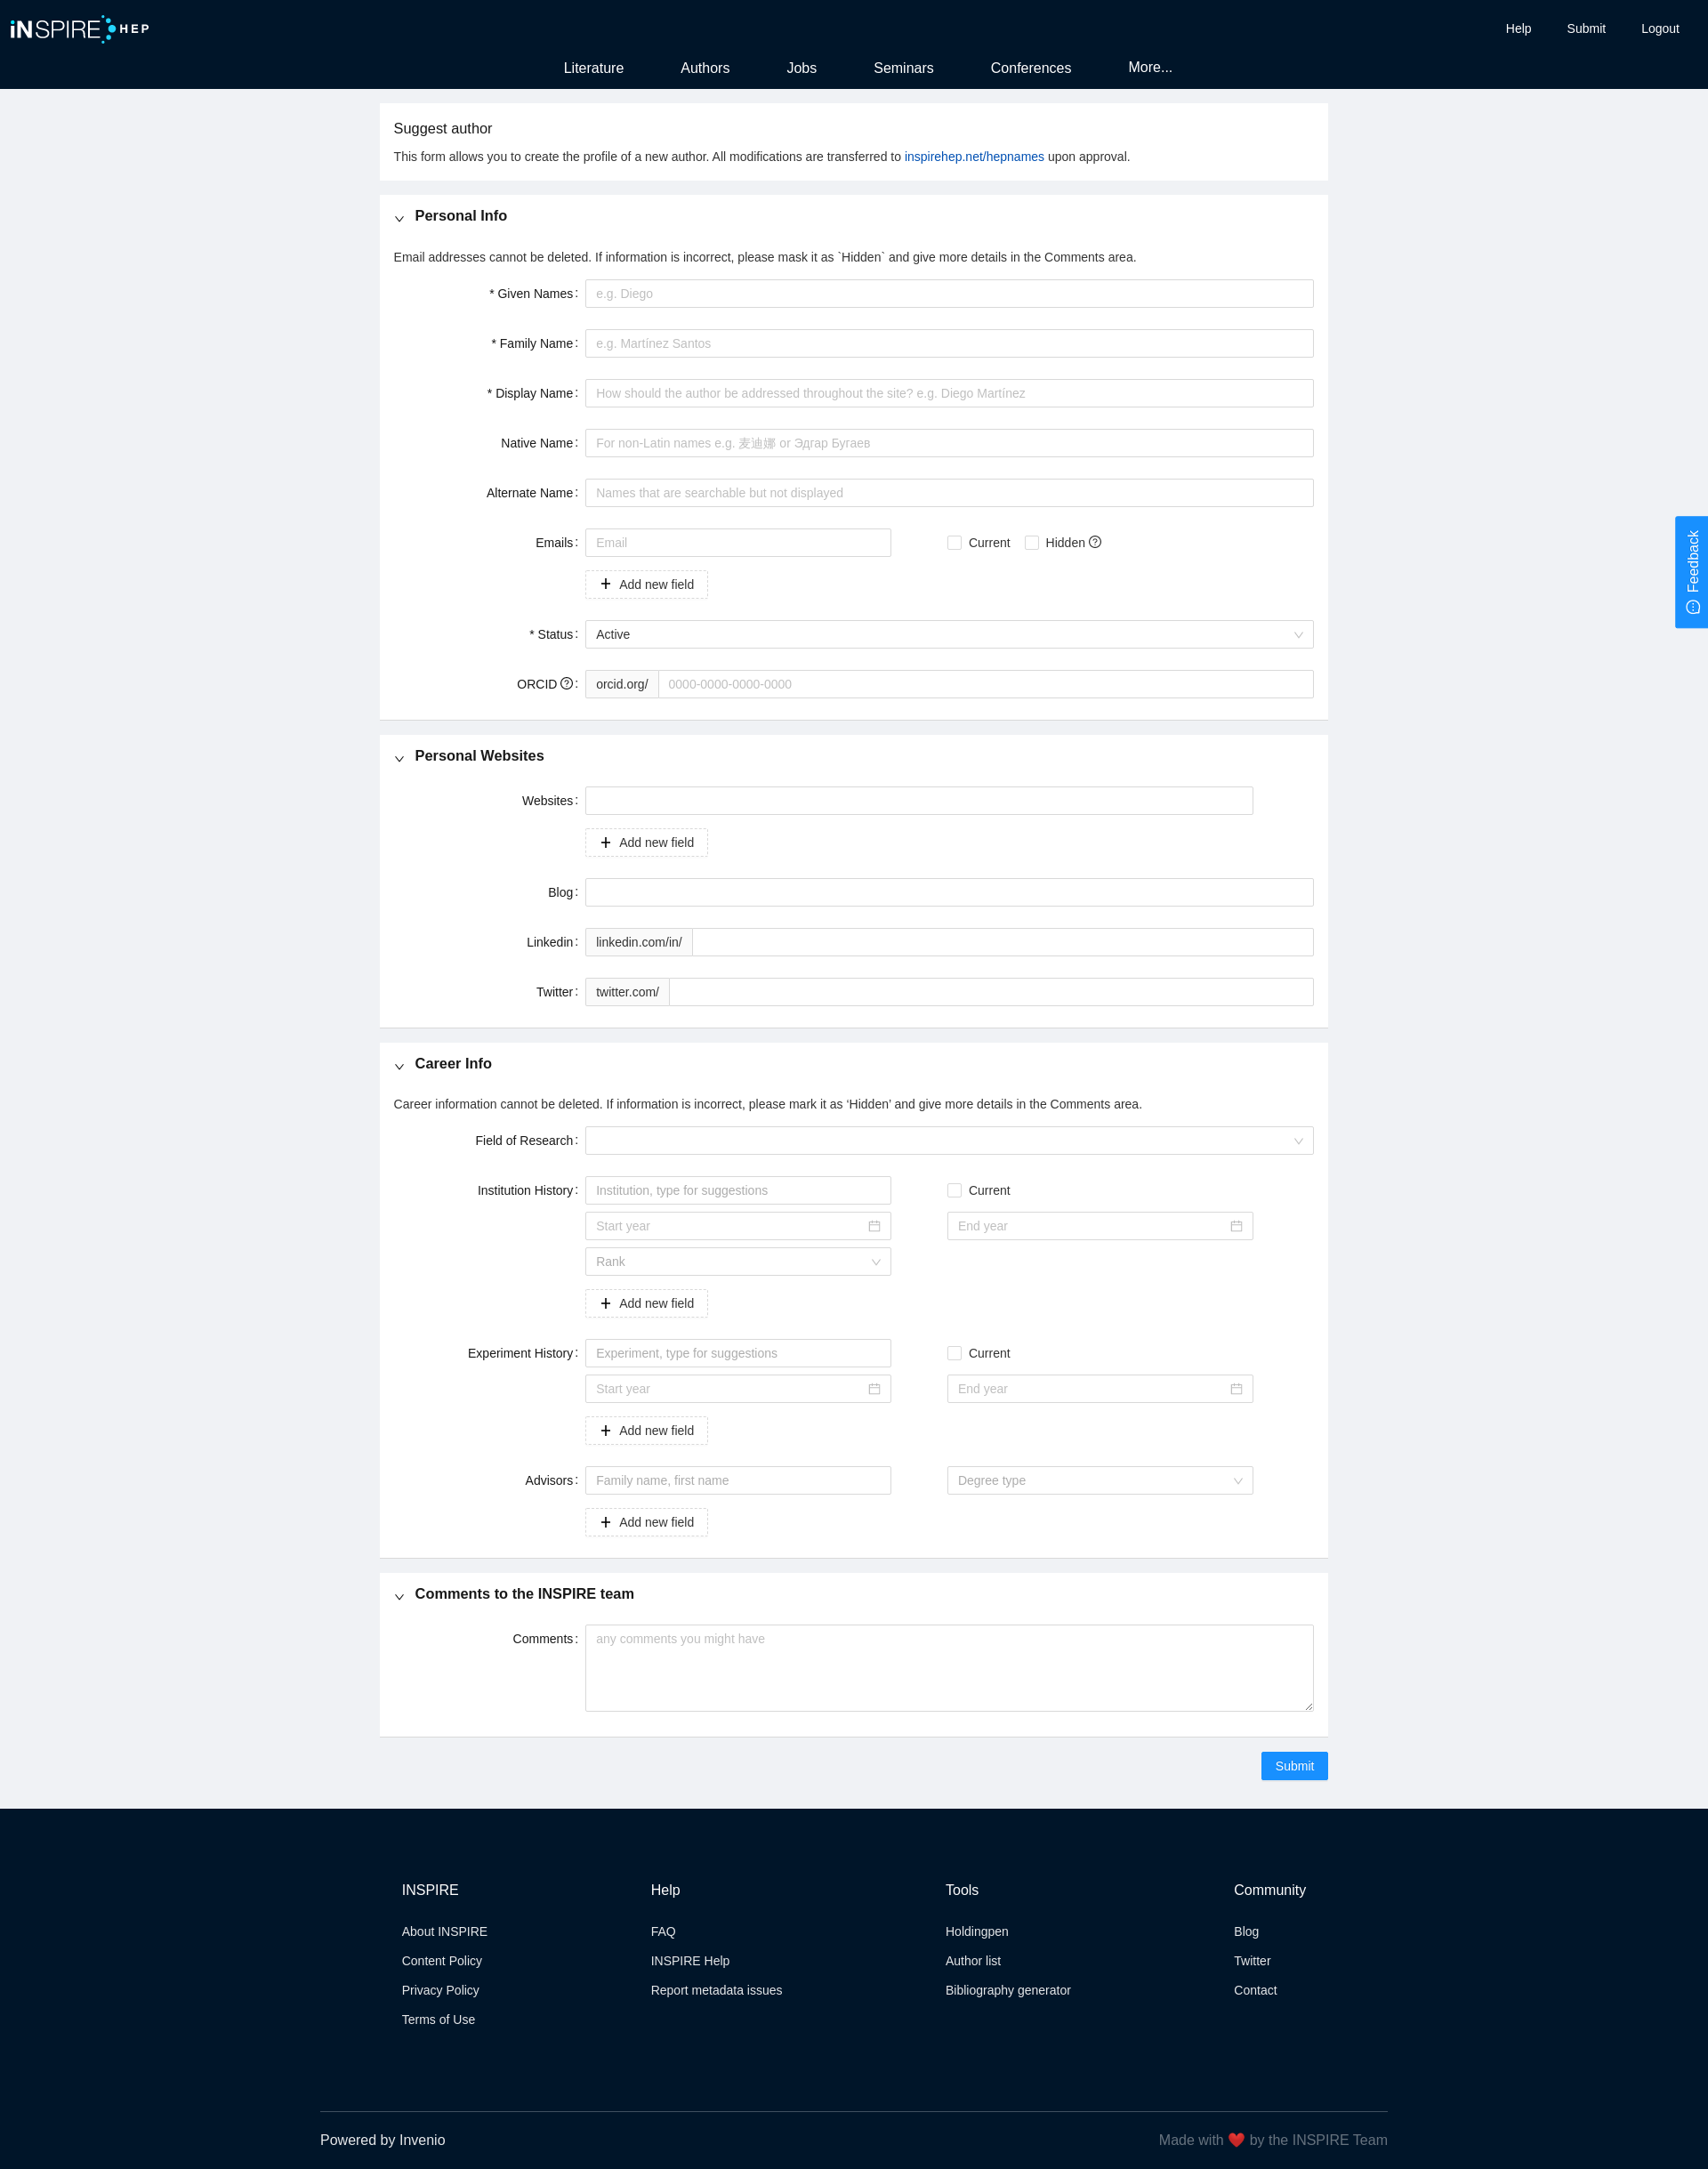 iNSPIRE HEP
Help Submit Logout
Literature Authors Jobs Seminars Conferences More...
Suggest author
This form allows you to create the profile of a new author. All modifications are transferred to inspirehep.net/hepnames upon approval.
Personal Info
Email addresses cannot be deleted. If information is incorrect, please mask it as `Hidden` and give more details in the Comments area.
* Given Names: e.g. Diego
* Family Name: e.g. Martínez Santos
* Display Name: How should the author be addressed throughout the site? e.g. Diego Martínez
Native Name: For non-Latin names e.g. 麦迪娜 or Эдгар Бугаев
Alternate Name: Names that are searchable but not displayed
Emails: Email Current Hidden
+ Add new field
* Status: Active
ORCID : orcid.org/ 0000-0000-0000-0000
Feedback
Personal Websites
Websites:
+ Add new field
Blog:
Linkedin: linkedin.com/in/
Twitter: twitter.com/
Career Info
Career information cannot be deleted. If information is incorrect, please mark it as ‘Hidden’ and give more details in the Comments area.
Field of Research:
Institution History: Institution, type for suggestions Current
Start year End year
Rank
+ Add new field
Experiment History: Experiment, type for suggestions Current
Start year End year
+ Add new field
Advisors: Family name, first name Degree type
+ Add new field
Comments to the INSPIRE team
Comments: any comments you might have
Submit
INSPIRE Help Tools Community
About INSPIRE FAQ Holdingpen Blog
Content Policy INSPIRE Help Author list Twitter
Privacy Policy Report metadata issues Bibliography generator Contact
Terms of Use
Powered by Invenio Made with ❤️ by the INSPIRE Team